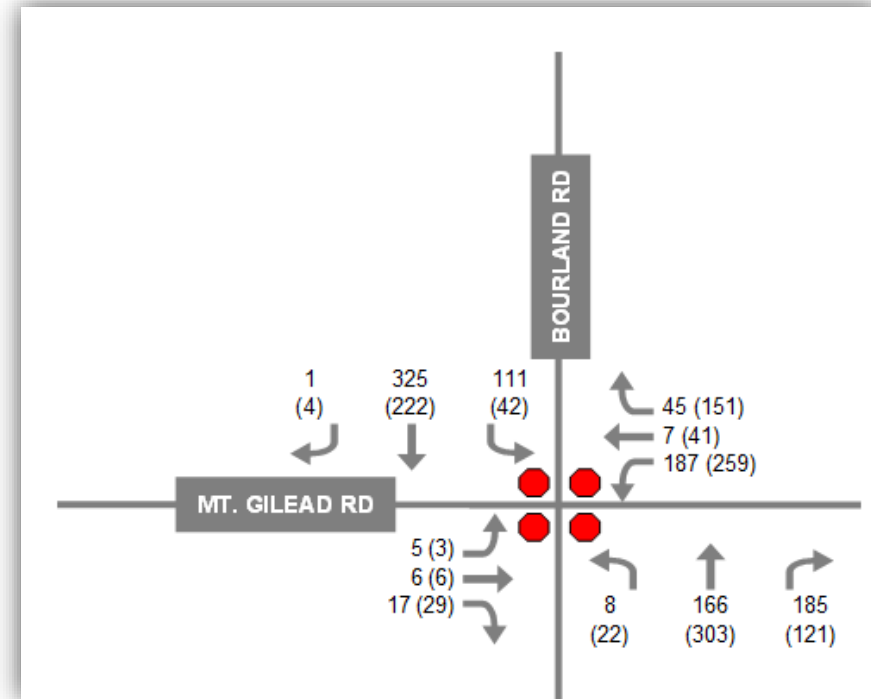 BOURLAND RD
1 325 111
(4) (222) (42)
45 (151)
7 (41)
187 (259)
MT. GILEAD RD
5 (3)
6 (6)
17 (29)
8 166 185
(22) (303) (121)